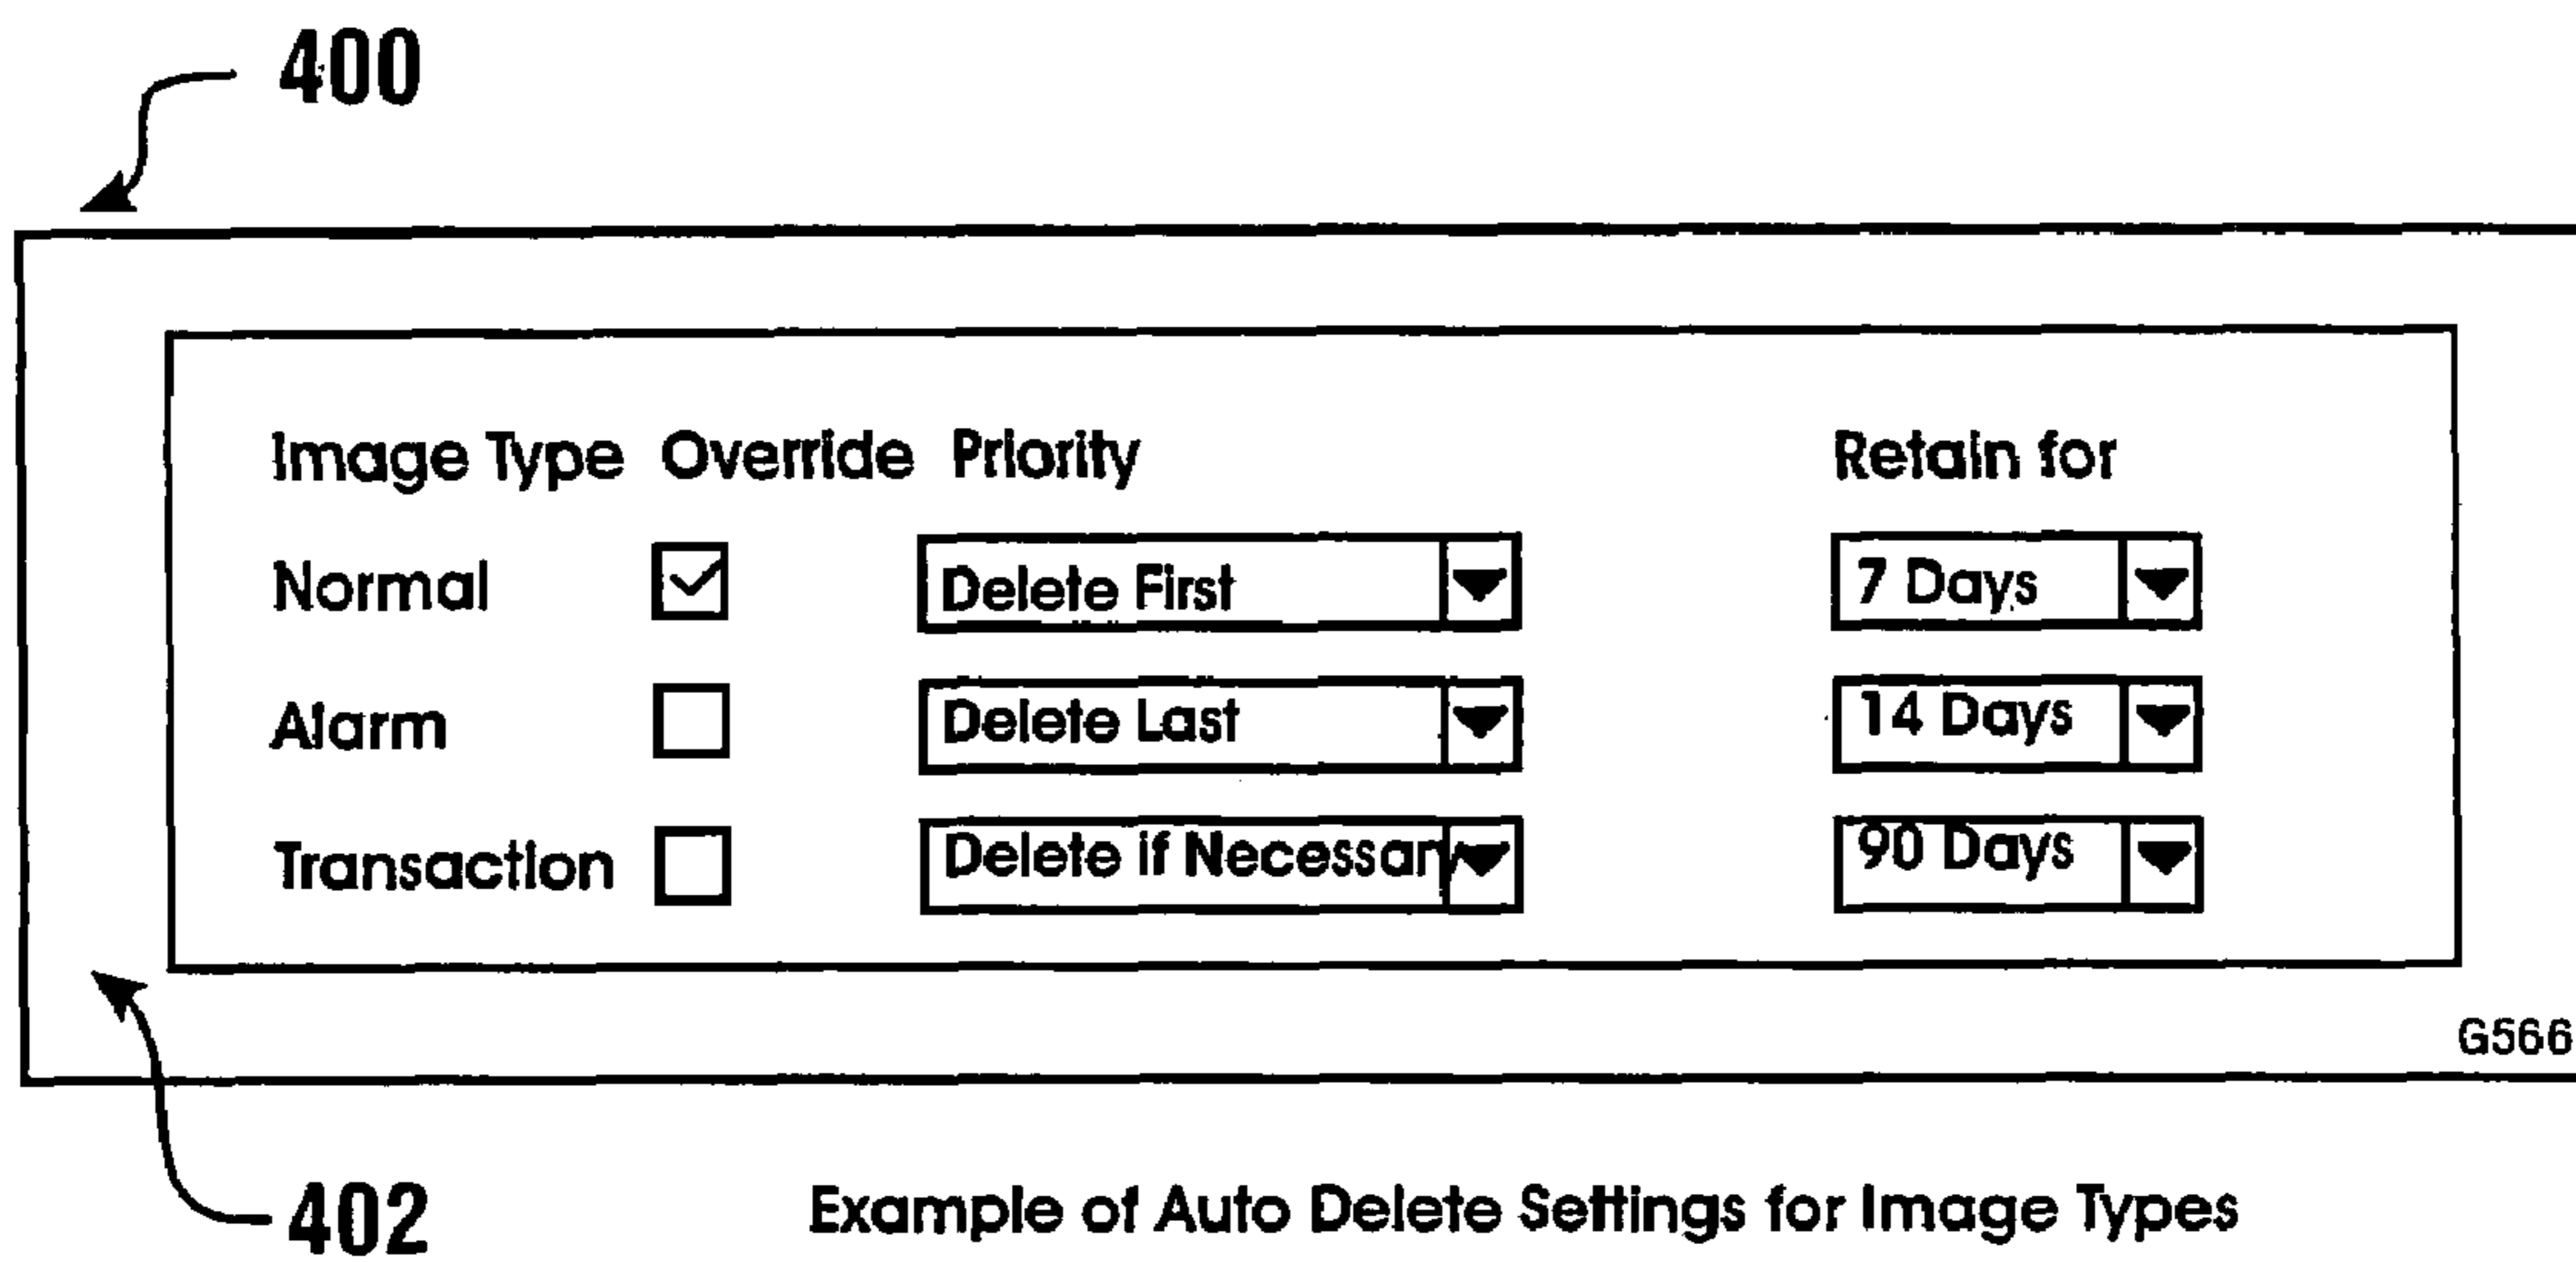 400
Image Type Override Priority Retain for
Normal Delete First 7 Days
Alarm Delete Last 14 Days
Transaction Delete if Necessary 90 Days
G566
402
Example of Auto Delete Settings for Image Types